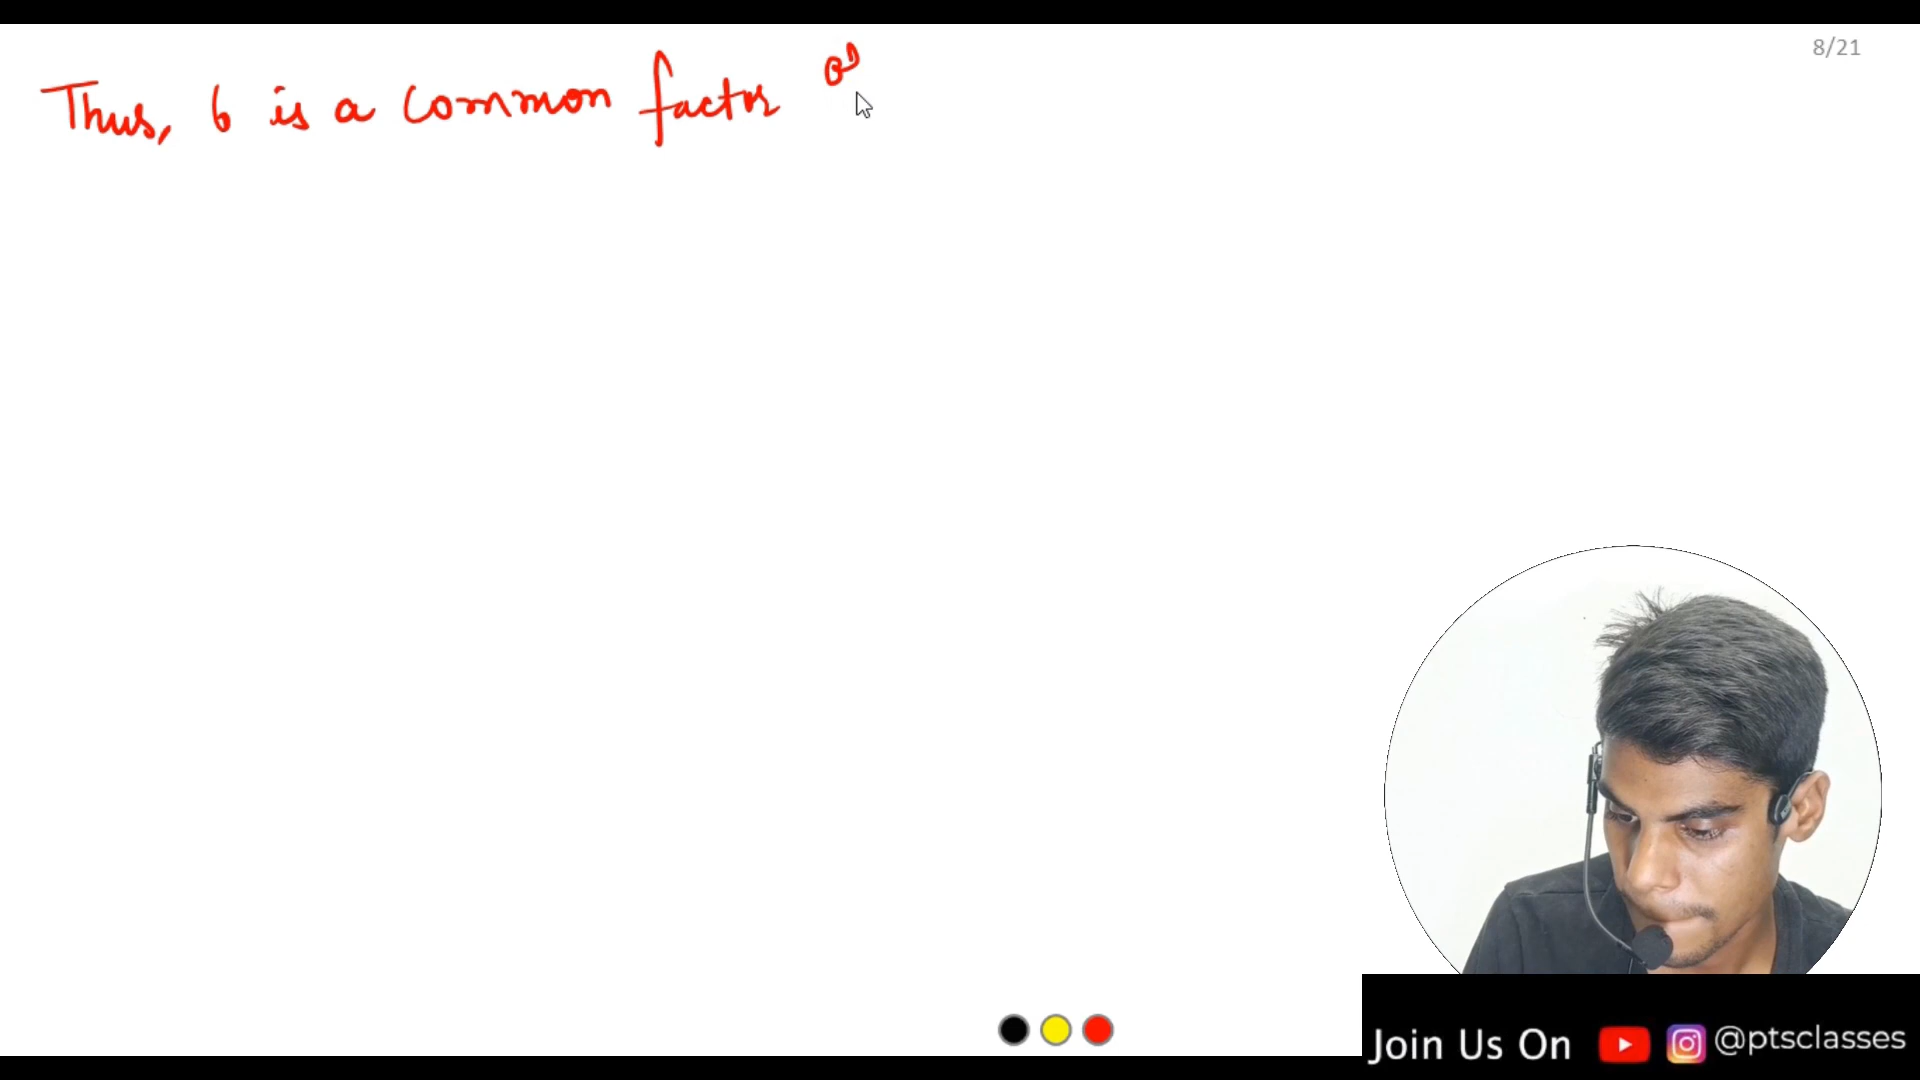 8/21
Thus, 6 is a common factor
Join Us On @ptsclasses